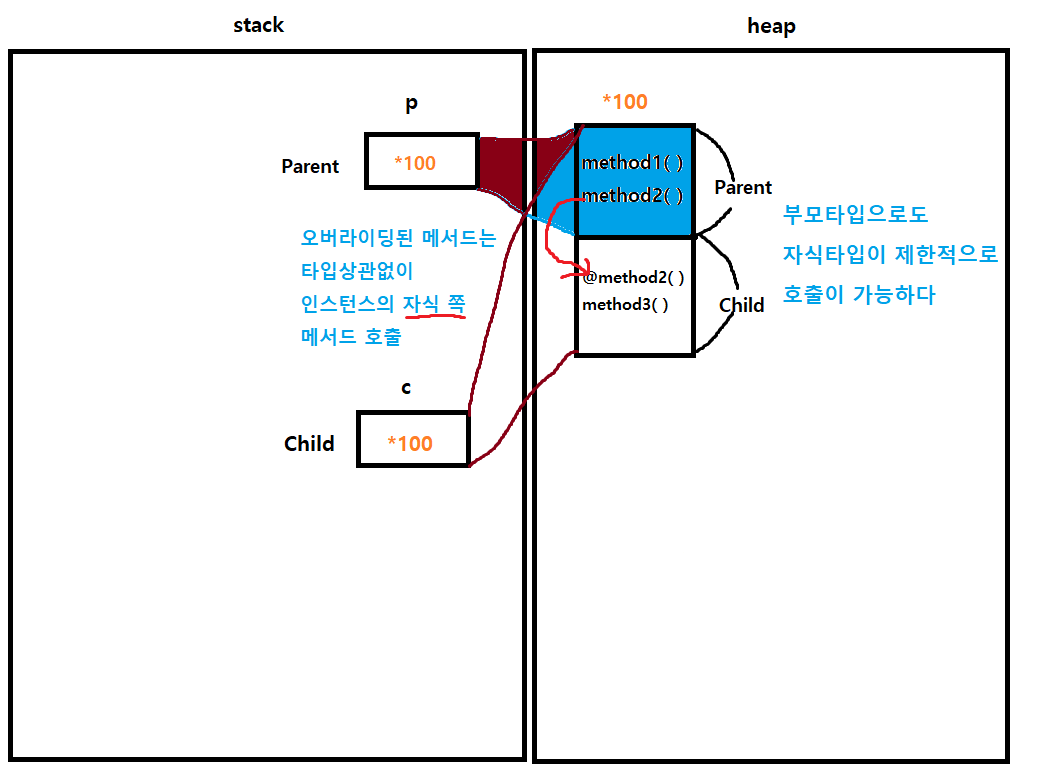 stack
heap
p
*100
Parent
*100
method1( )
method2( )
Parent
@method2( )
method3( )
Child
부모타입으로도
자식타입이 제한적으로
호출이 가능하다
오버라이딩된 메서드는
타입상관없이
인스턴스의 자식 쪽
메서드 호출
c
Child
*100